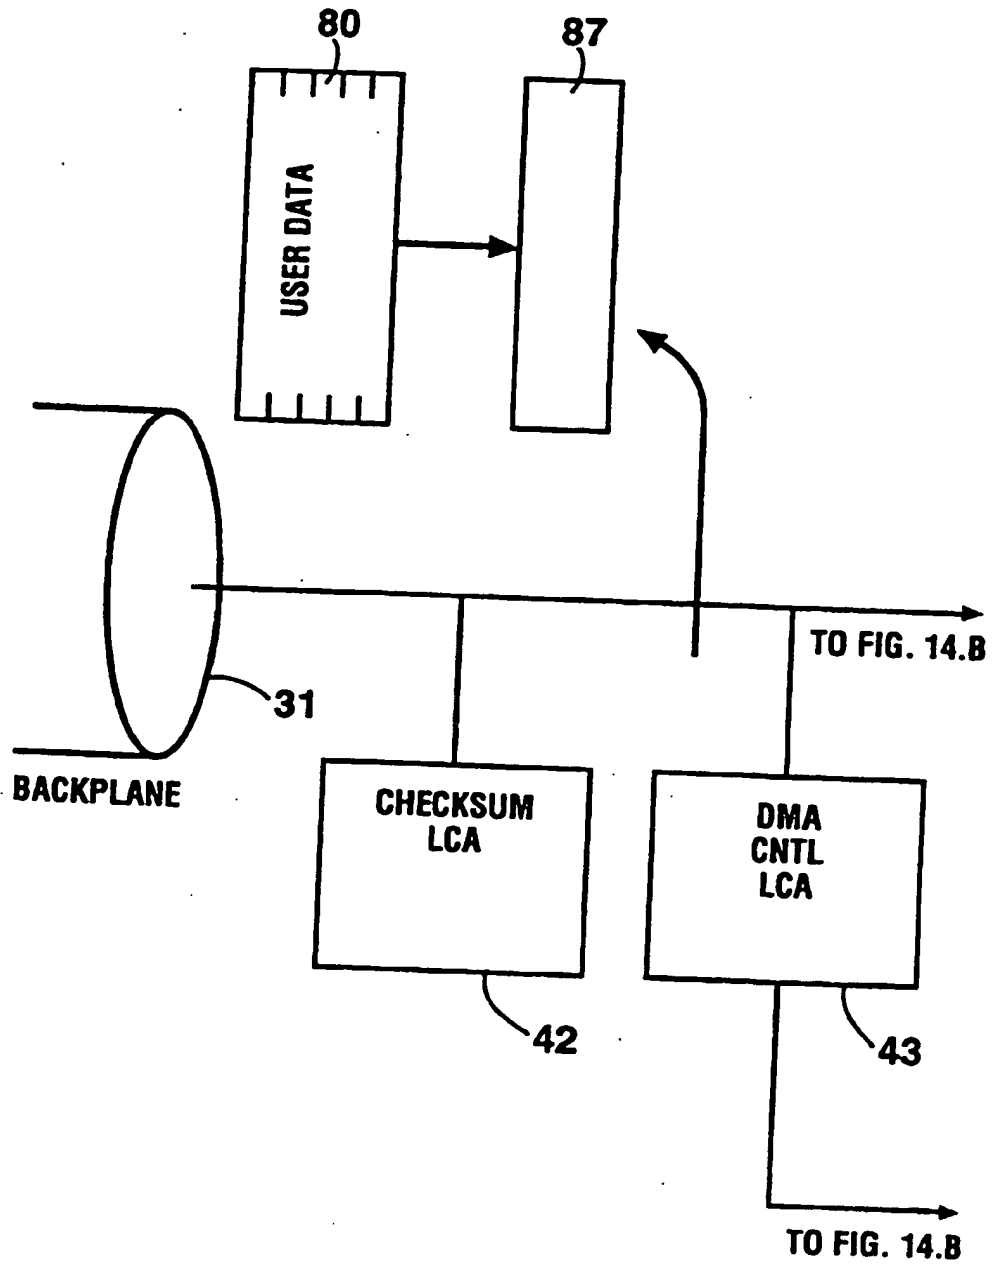 80
87
USER DATA
31
BACKPLANE
TO FIG. 14.B
CHECKSUM
LCA
DMA
CNTL
LCA
42
43
TO FIG. 14.B